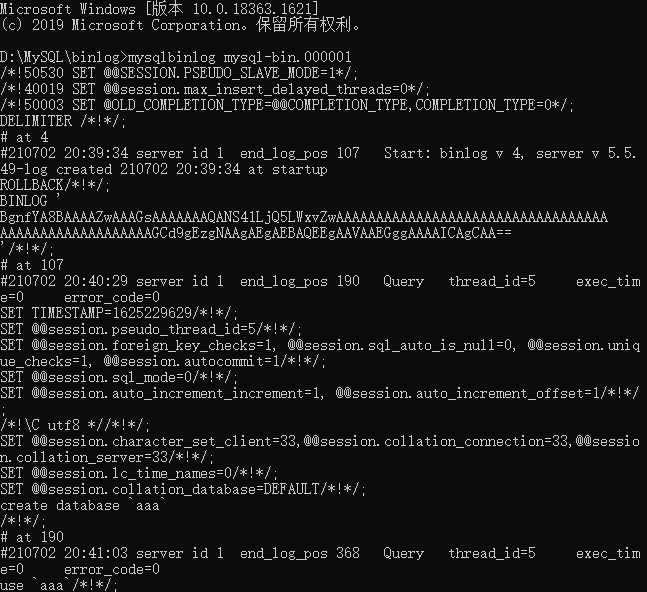 Microsoft Windows [版本 10.0.18363.1621]
(c) 2019 Microsoft Corporation。保留所有权利。
D:\MySQL\binlog>mysqlbinlog mysql-bin.000001
/*!50530 SET @@SESSION.PSEUDO_SLAVE_MODE=1*/;
/*!40019 SET @@session.max_insert_delayed_threads=0*/;
/*!50003 SET @OLD_COMPLETION_TYPE=@@COMPLETION_TYPE,COMPLETION_TYPE=0*/;
DELIMITER /*!*/;
# at 4
#210702 20:39:34 server id 1  end_log_pos 107   Start: binlog v 4, server v 5.5.
49-log created 210702 20:39:34 at startup
ROLLBACK/*!*/;
BINLOG '
BgnfYA8BAAAAZwAAAGsAAAAAAAQANS41LjQ5LWxvZwAAAAAAAAAAAAAAAAAAAAAAAAAAAAAAAAAA
AAAAAAAAAAAAAAAAAAAGCd9gEzgNAAgAEgAEBAQEEgAAVAAEGggAAAAICAgCAA==
'/*!*/;
# at 107
#210702 20:40:29 server id 1  end_log_pos 190   Query   thread_id=5     exec_tim
e=0     error_code=0
SET TIMESTAMP=1625229629/*!*/;
SET @@session.pseudo_thread_id=5/*!*/;
SET @@session.foreign_key_checks=1, @@session.sql_auto_is_null=0, @@session.uniq
ue_checks=1, @@session.autocommit=1/*!*/;
SET @@session.sql_mode=0/*!*/;
SET @@session.auto_increment_increment=1, @@session.auto_increment_offset=1/*!*/
;
/*!\C utf8 *//*!*/;
SET @@session.character_set_client=33,@@session.collation_connection=33,@@sessio
n.collation_server=33/*!*/;
SET @@session.lc_time_names=0/*!*/;
SET @@session.collation_database=DEFAULT/*!*/;
create database `aaa`
/*!*/;
# at 190
#210702 20:41:03 server id 1  end_log_pos 368   Query   thread_id=5     exec_tim
e=0     error_code=0
use `aaa`/*!*/;